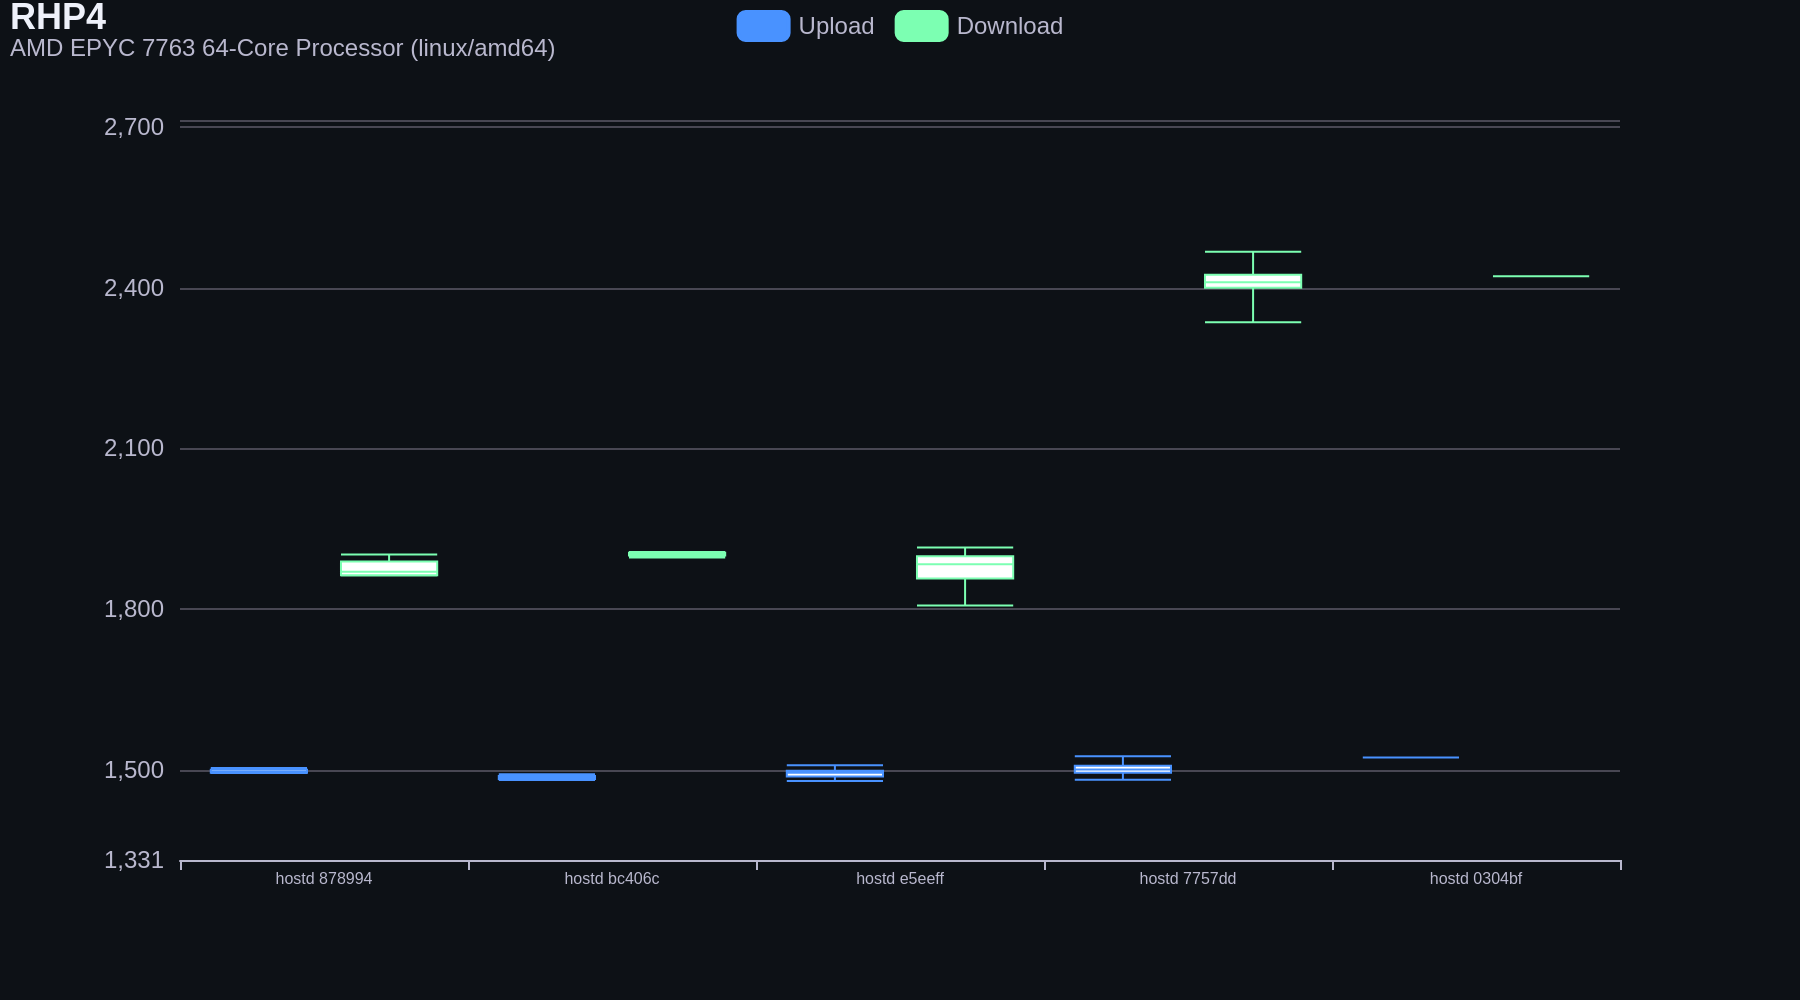 RHP4
AMD EPYC 7763 64-Core Processor (linux/amd64)
Upload Download
2,700
2,400
2,100
1,800
1,500
1,331
hostd 878994 hostd bc406c hostd e5eeff hostd 7757dd hostd 0304bf